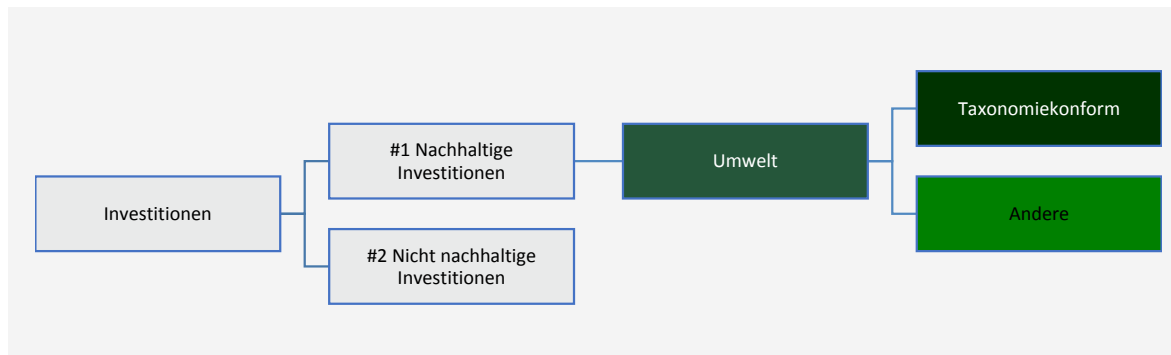 Investitionen
#1 Nachhaltige
Investitionen
#2 Nicht nachhaltige
Investitionen
Umwelt
Taxonomiekonform
Andere